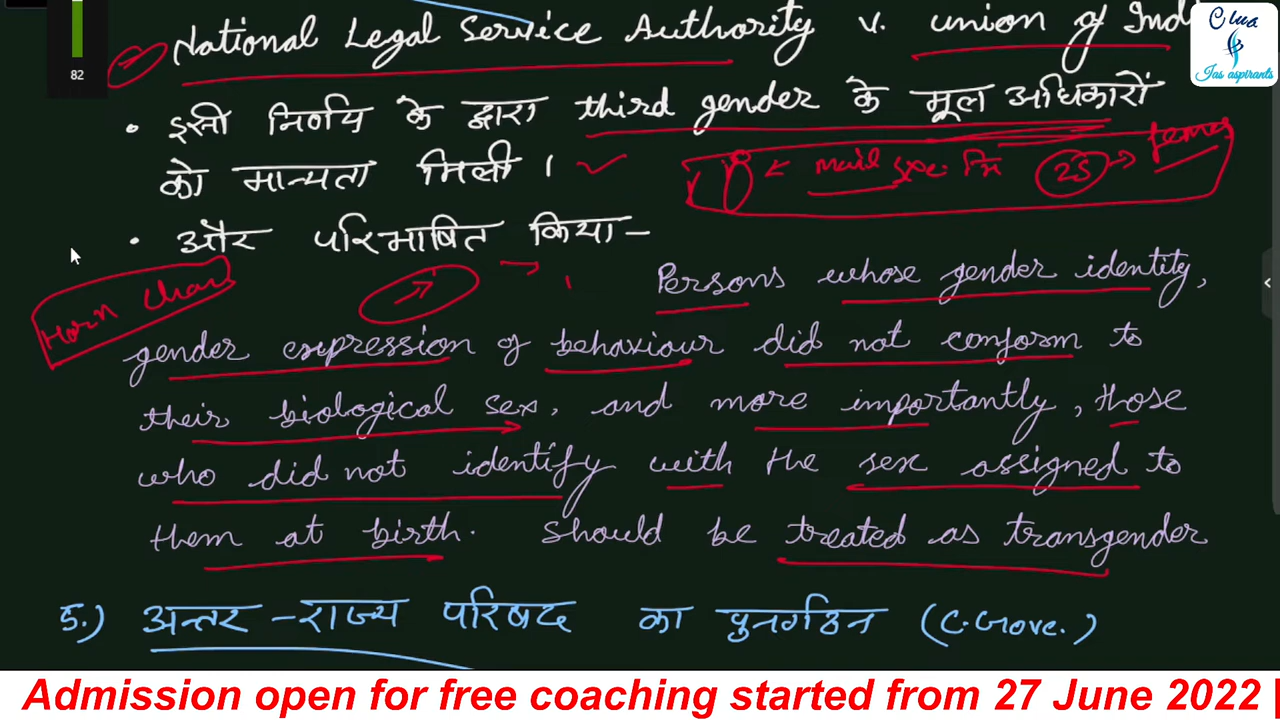 82
National Legal Service Authority v. union of Ind
Clua
Ias aspirants
• इसी निर्णय के द्वारा third gender के मूल अधिकारों
को मान्यता मिली ।
mail 25
• और परिभाषित किया-
Persons whose gender identity,
gender expression of behaviour did not conform to
their biological sex, and more importantly, those
who did not identify with the sex assigned to
them at birth. Should be treated as transgender
5.) अन्तर-राज्य परिषद का पुनर्गठन (C.Gove.)
Admission open for free coaching started from 27 June 2022